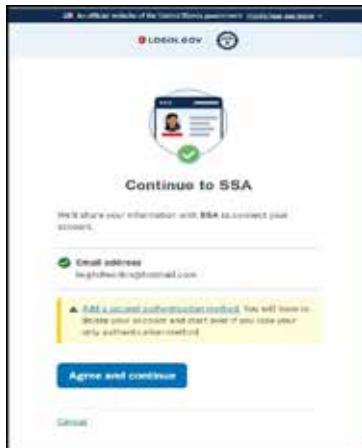 An official website of the United States government
LOGIN.GOV
Continue to SSA
We'll share your information with SSA to connect your
account.
Email address
Add a second authentication method. You will have to
delete your account and start over if you lose your
only authentication method.
Agree and continue
Cancel